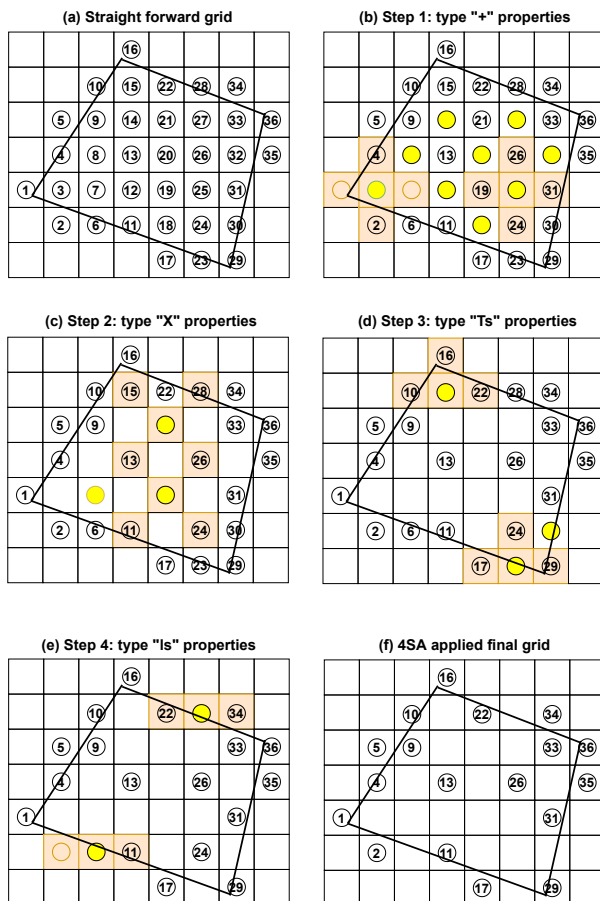 (a) Straight forward grid
16
10 15 22 28 34
5 9 14 21 27 33 36
4 8 13 20 26 32 35
1 3 7 12 19 25 31
2 6 11 18 24 30
17 23 29
(b) Step 1: type "+" properties
16
10 15 22 28 34
5 9 21 33 36
4 13 26 35
19 31
2 6 11 24 30
17 23 29
(c) Step 2: type "X" properties
16
10 15 22 28 34
5 9 33 36
4 13 26 35
1 31
2 6 11 24 30
17 23 29
(d) Step 3: type "Ts" properties
16
10 22 28 34
5 9 33 36
4 13 26 35
1 31
2 6 11 24
17 29
(e) Step 4: type "Is" properties
16
10 22 34
5 9 33 36
4 13 26 35
1 31
11 24
17 29
(f) 4SA applied final grid
16
10 22 34
5 9 33 36
4 13 26 35
1 31
2 11
17 29